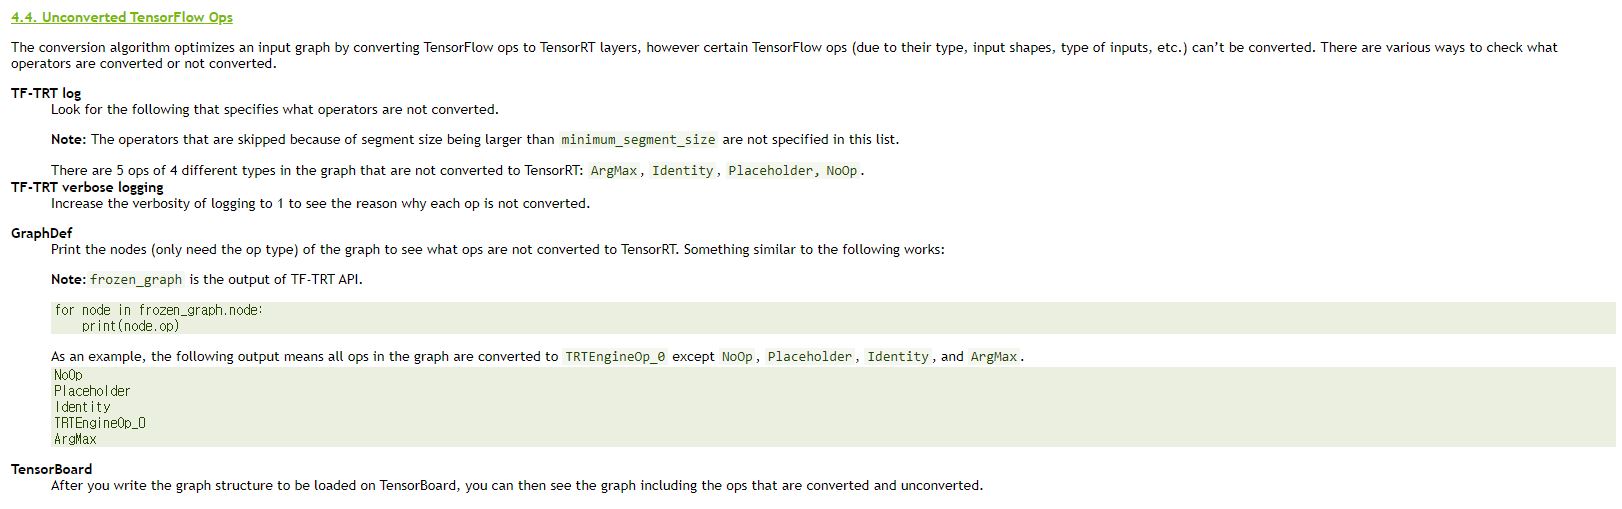 4.4. Unconverted TensorFlow Ops
The conversion algorithm optimizes an input graph by converting TensorFlow ops to TensorRT layers, however certain TensorFlow ops (due to their type, input shapes, type of inputs, etc.) can't be converted. There are various ways to check what
operators are converted or not converted.
TF-TRT log
Look for the following that specifies what operators are not converted.
Note: The operators that are skipped because of segment size being larger than minimum_segment_size are not specified in this list.
There are 5 ops of 4 different types in the graph that are not converted to TensorRT: ArgMax, Identity, Placeholder, NoOp.
TF-TRT verbose logging
Increase the verbosity of logging to 1 to see the reason why each op is not converted.
GraphDef
Print the nodes (only need the op type) of the graph to see what ops are not converted to TensorRT. Something similar to the following works:
Note: frozen_graph is the output of TF-TRT API.
for node in frozen_graph.node:
    print(node.op)
As an example, the following output means all ops in the graph are converted to TRTEngineOp_0 except NoOp, Placeholder, Identity, and ArgMax.
NoOp
Placeholder
Identity
TRTEngineOp_0
ArgMax
TensorBoard
After you write the graph structure to be loaded on TensorBoard, you can then see the graph including the ops that are converted and unconverted.